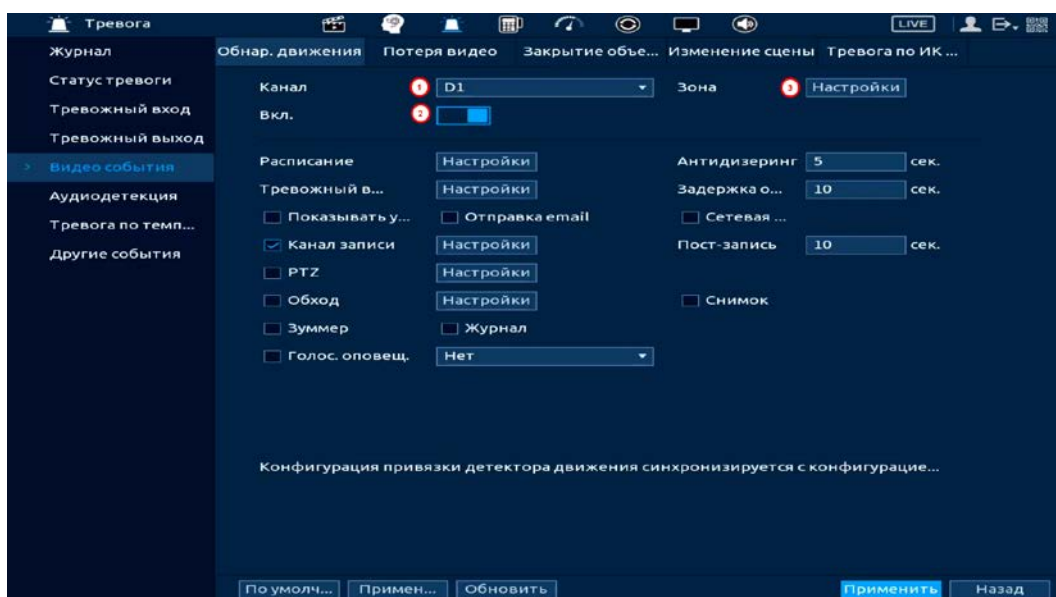 Тревога LIVE
Журнал
Статус тревоги
Тревожный вход
Тревожный выход
Видео события
Аудиодетекция
Тревога по темп...
Другие события
Обнар. движения Потеря видео Закрытие объе... Изменение сцены Тревога по ИК ...
Канал 1 D1 Зона 3 Настройки
Вкл. 2
Расписание Настройки Антидизеринг 5 сек.
Тревожный в... Настройки Задержка о... 10 сек.
Показывать у... Отправка email Сетевая ...
Канал записи Настройки Пост-запись 10 сек.
PTZ Настройки
Обход Настройки Снимок
Зуммер Журнал
Голос. оповещ. Нет
Конфигурация привязки детектора движения синхронизируется с конфигурацие...
По умолч... Примен... Обновить Применить Назад